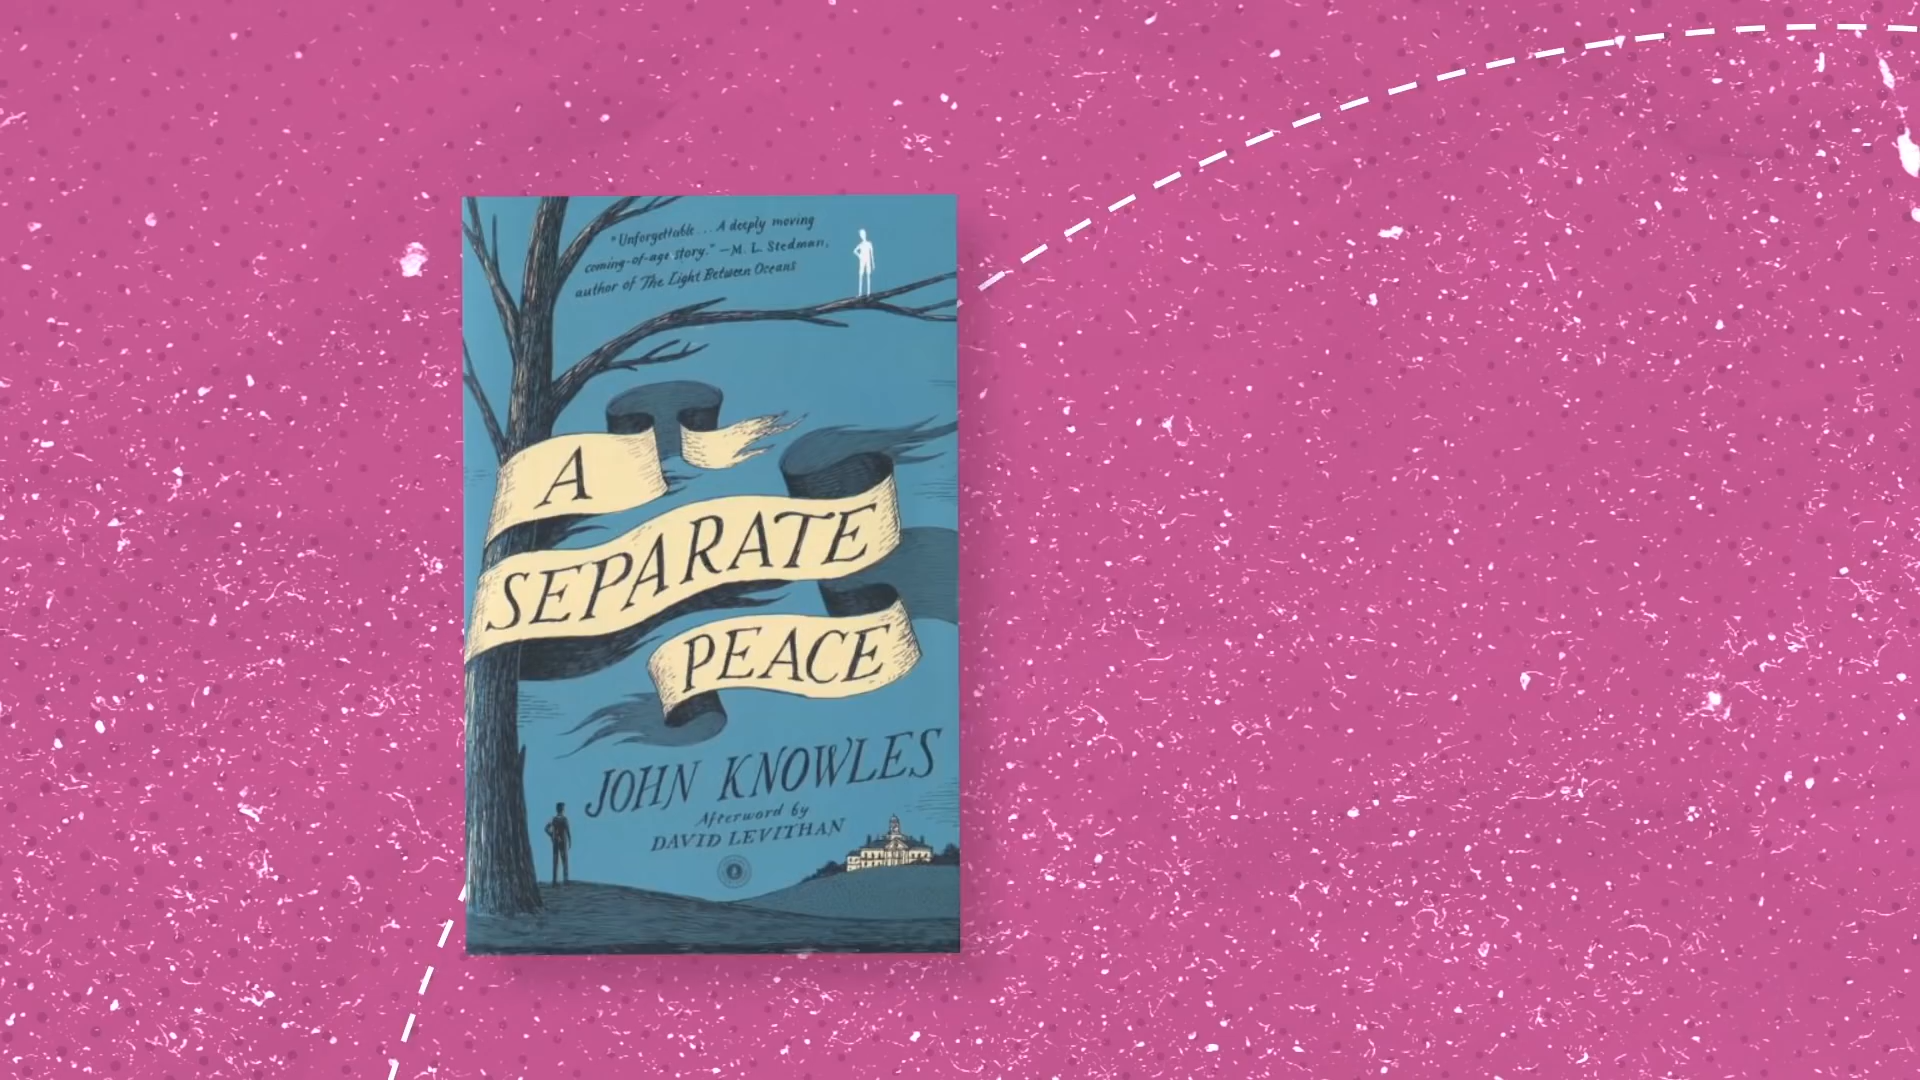 "Unforgettable... A deeply moving
coming-of-age story." —M. L. Stedman,
author of The Light Between Oceans
A
SEPARATE
PEACE
JOHN KNOWLES
Afterword by
DAVID LEVITHAN